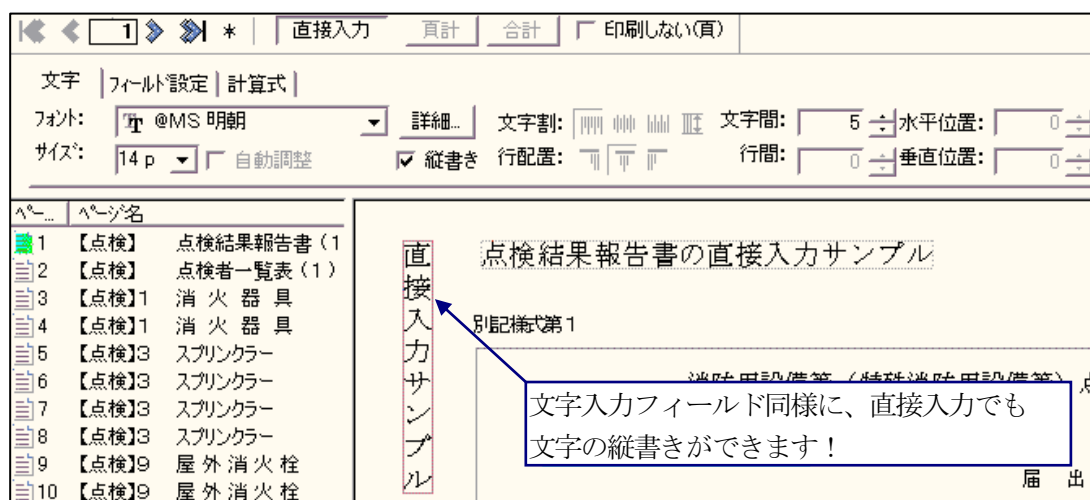 1 * 直接入力 頁計 合計 印刷しない(頁)
文字 フィールド設定 計算式
フォント: @MS 明朝 詳細... 文字割: 文字間: 5 水平位置: 0
サイズ: 14 p 自動調整 縦書き 行配置: 行間: 0 垂直位置: 0
ペー... ページ名
1 【点検】 点検結果報告書(1
2 【点検】 点検者一覧表(1)
3 【点検】1 消 火 器 具
4 【点検】1 消 火 器 具
5 【点検】3 スプリンクラー
6 【点検】3 スプリンクラー
7 【点検】3 スプリンクラー
8 【点検】3 スプリンクラー
9 【点検】9 屋 外 消 火 栓
10 【点検】9 屋 外 消 火 栓
直接入力サンプル
点検結果報告書の直接入力サンプル
別記様式第1
消防用設備等(特殊消防用設備等)点
文字入力フィールド同様に、直接入力でも
文字の縦書きができます!
届 出